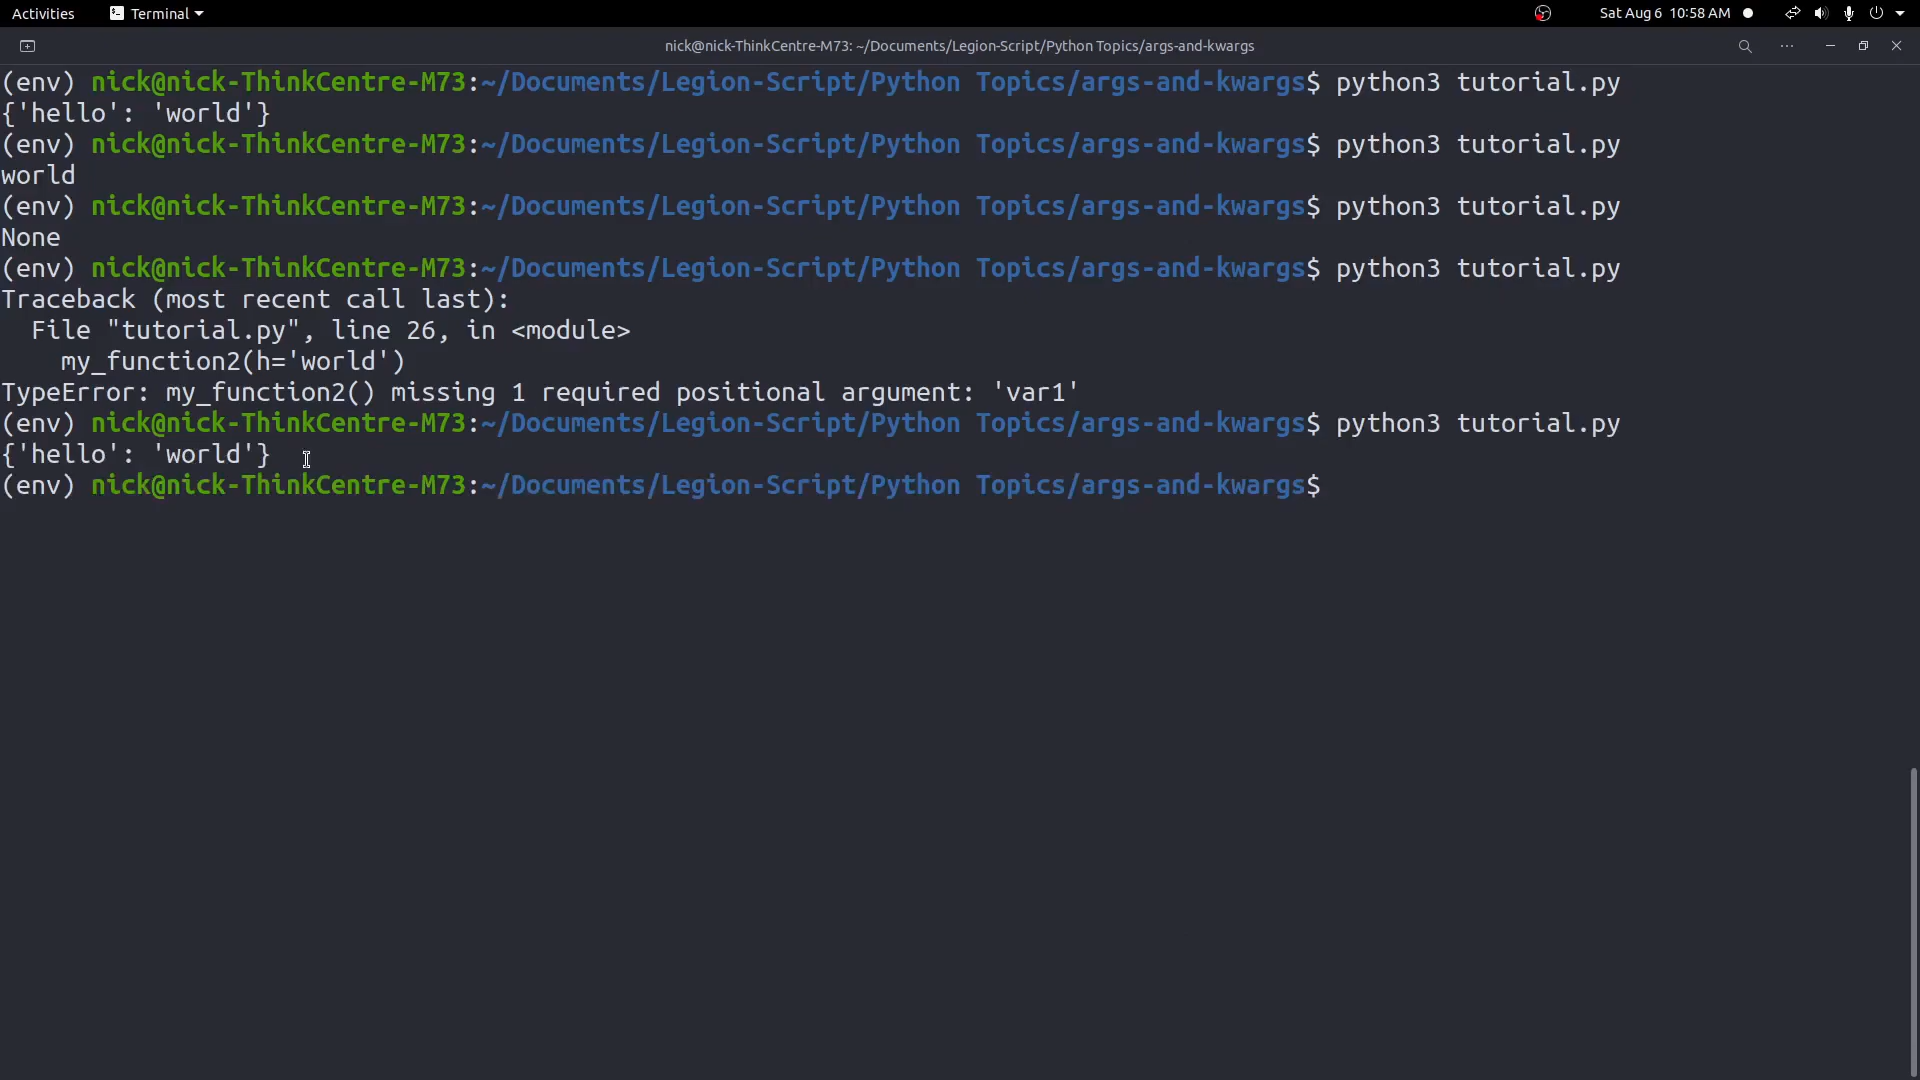 Activities Terminal Sat Aug 6 10:58 AM
nick@nick-ThinkCentre-M73: ~/Documents/Legion-Script/Python Topics/args-and-kwargs
(env) nick@nick-ThinkCentre-M73:~/Documents/Legion-Script/Python Topics/args-and-kwargs$ python3 tutorial.py
{'hello': 'world'}
(env) nick@nick-ThinkCentre-M73:~/Documents/Legion-Script/Python Topics/args-and-kwargs$ python3 tutorial.py
world
(env) nick@nick-ThinkCentre-M73:~/Documents/Legion-Script/Python Topics/args-and-kwargs$ python3 tutorial.py
None
(env) nick@nick-ThinkCentre-M73:~/Documents/Legion-Script/Python Topics/args-and-kwargs$ python3 tutorial.py
Traceback (most recent call last):
  File "tutorial.py", line 26, in <module>
    my_function2(h='world')
TypeError: my_function2() missing 1 required positional argument: 'var1'
(env) nick@nick-ThinkCentre-M73:~/Documents/Legion-Script/Python Topics/args-and-kwargs$ python3 tutorial.py
{'hello': 'world'}
(env) nick@nick-ThinkCentre-M73:~/Documents/Legion-Script/Python Topics/args-and-kwargs$